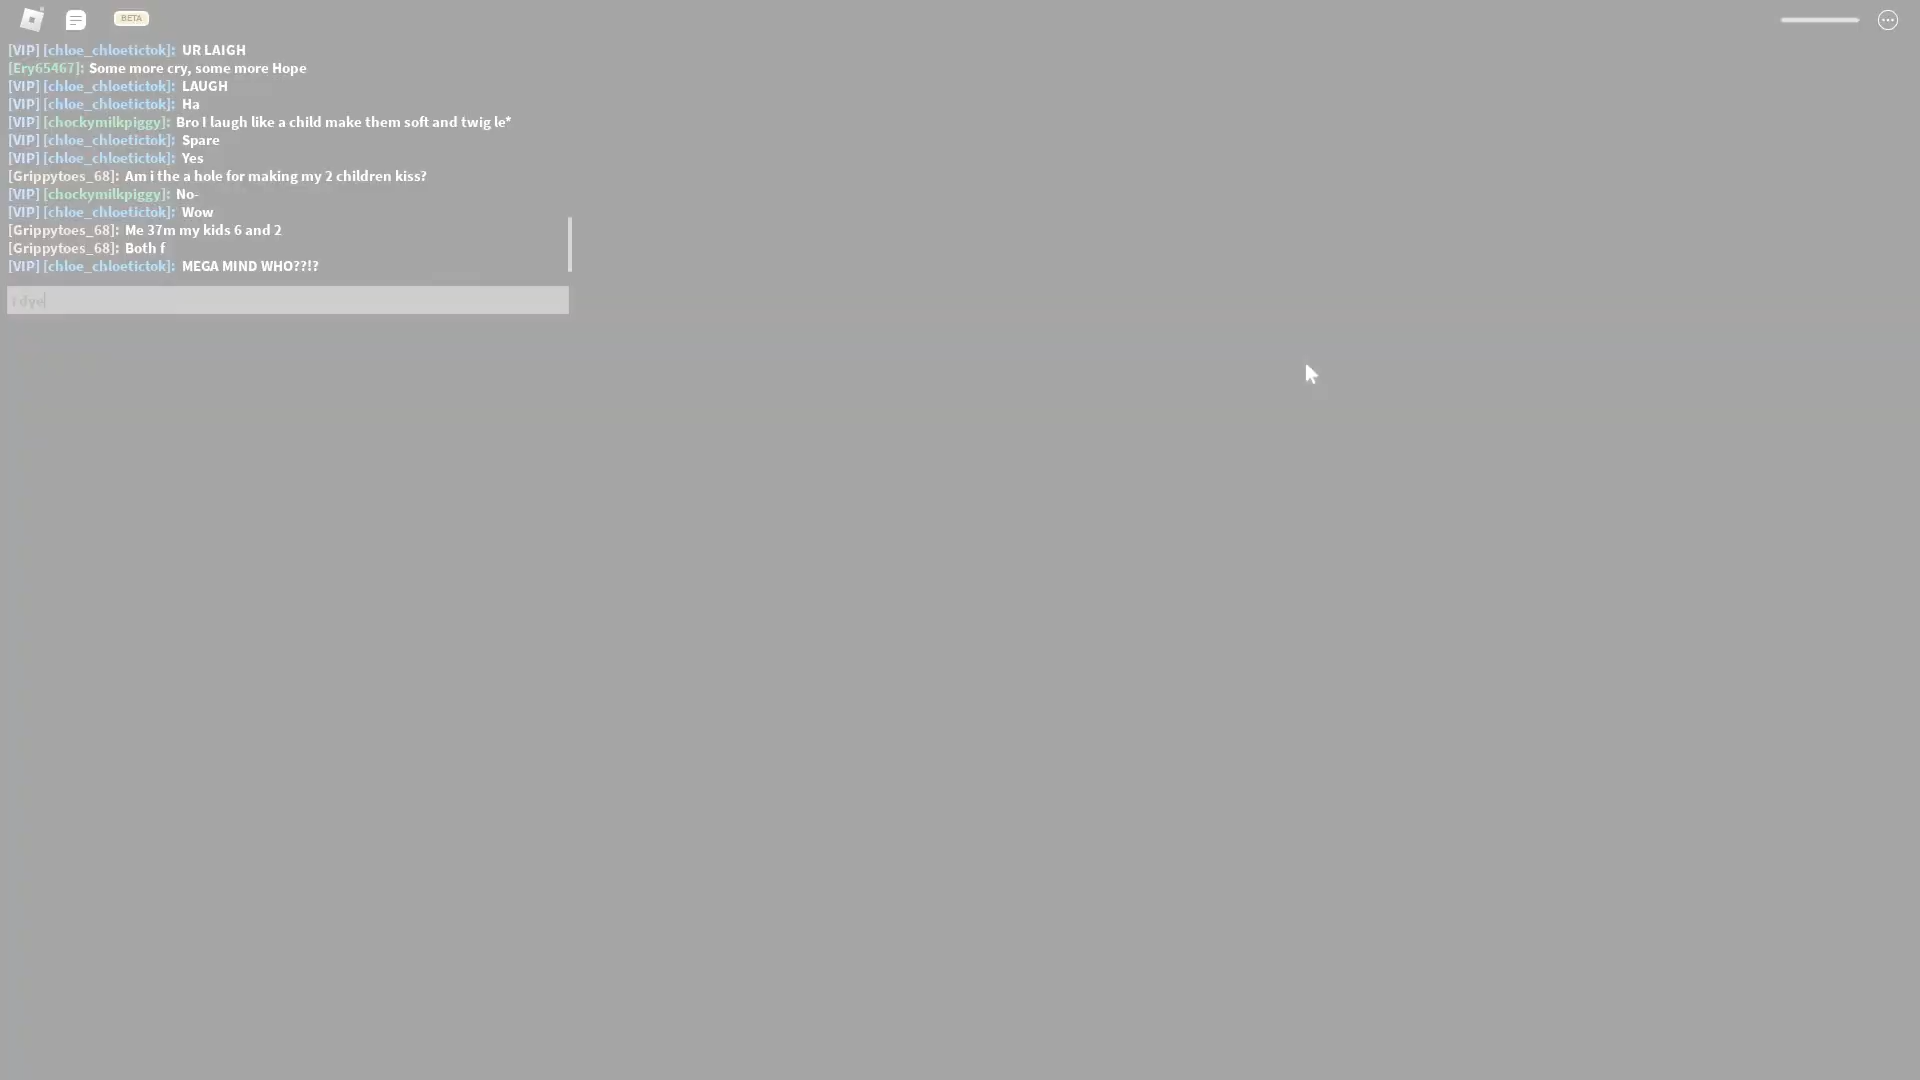 BETA
[VIP] [chloe_chloetictok]: UR LAIGH
[Ery65467]: Some more cry, some more Hope
[VIP] [chloe_chloetictok]: LAUGH
[VIP] [chloe_chloetictok]: Ha
[VIP] [chockymilkpiggy]: Bro I laugh like a child make them soft and twig le*
[VIP] [chloe_chloetictok]: Spare
[VIP] [chloe_chloetictok]: Yes
[Grippytoes_68]: Am i the a hole for making my 2 children kiss?
[VIP] [chockymilkpiggy]: No-
[VIP] [chloe_chloetictok]: Wow
[Grippytoes_68]: Me 37m my kids 6 and 2
[Grippytoes_68]: Both f
[VIP] [chloe_chloetictok]: MEGA MIND WHO??!?
i dye